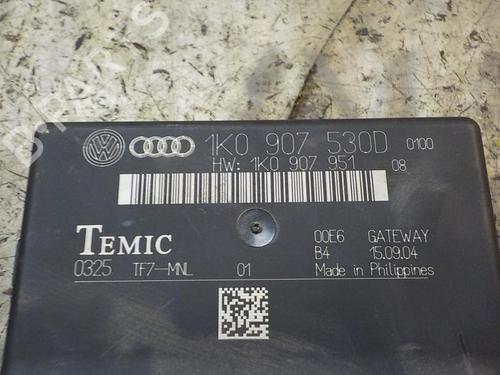 1K0 907 530D 0100
HW: 1K0 907 951 08
TEMIC
00E6 GATEWAY
B4 15.09.04
0325 TF7-MNL 01 Made in Philippines